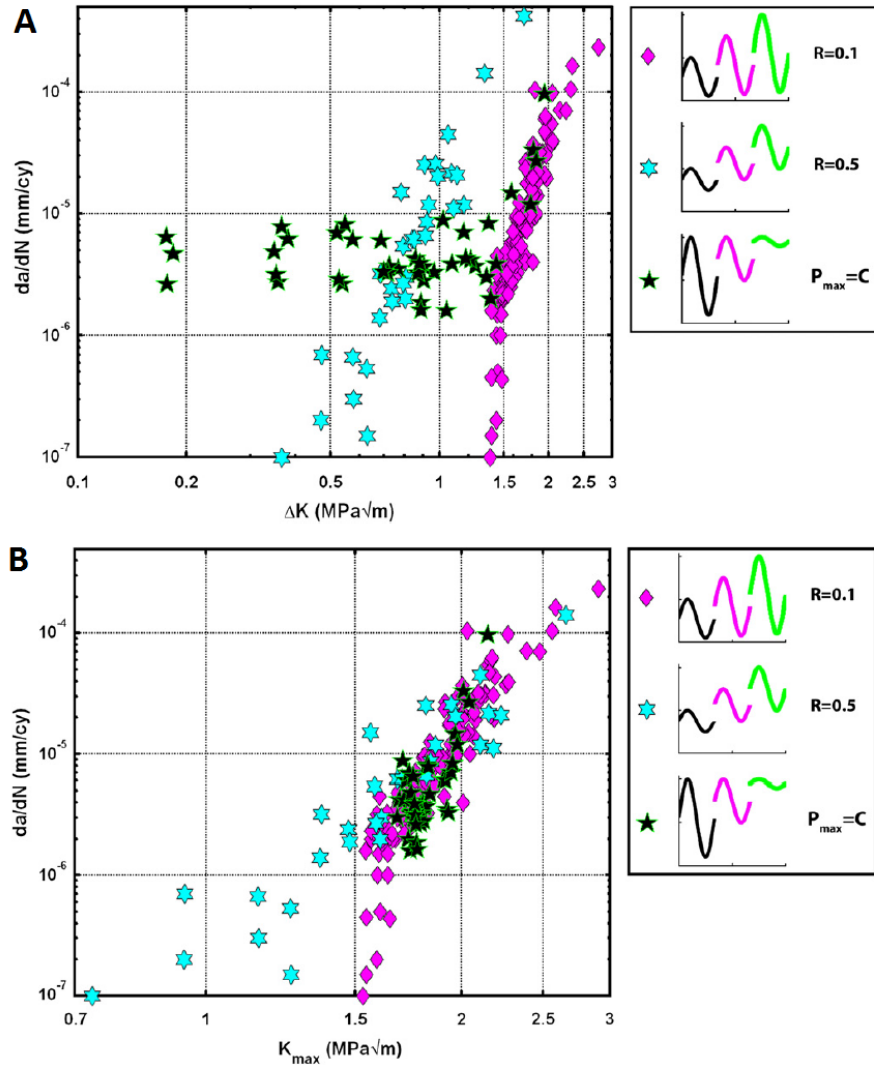 A
da/dN (mm/cy)
10⁻⁴
10⁻⁵
10⁻⁶
10⁻⁷
0.1 0.2 0.5 1 1.5 2 2.5 3
ΔK (MPa√m)
R=0.1
R=0.5
Pmax=C
B
da/dN (mm/cy)
10⁻⁴
10⁻⁵
10⁻⁶
10⁻⁷
0.7 1 1.5 2 2.5 3
Kmax (MPa√m)
R=0.1
R=0.5
Pmax=C